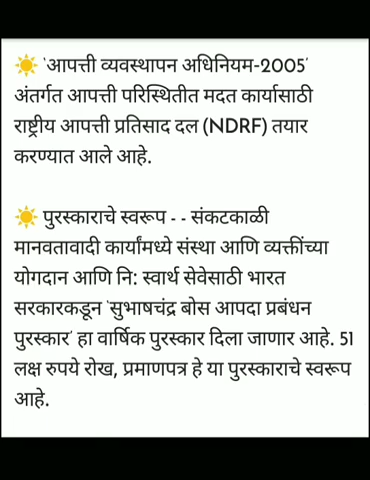 ☀️ 'आपत्ती व्यवस्थापन अधिनियम-2005'
अंतर्गत आपत्ती परिस्थितीत मदत कार्यासाठी
राष्ट्रीय आपत्ती प्रतिसाद दल (NDRF) तयार
करण्यात आले आहे.
☀️ पुरस्काराचे स्वरूप - - संकटकाळी
मानवतावादी कार्यांमध्ये संस्था आणि व्यक्तींच्या
योगदान आणि नि: स्वार्थ सेवेसाठी भारत
सरकारकडून 'सुभाषचंद्र बोस आपदा प्रबंधन
पुरस्कार' हा वार्षिक पुरस्कार दिला जाणार आहे. 51
लक्ष रुपये रोख, प्रमाणपत्र हे या पुरस्काराचे स्वरूप
आहे.